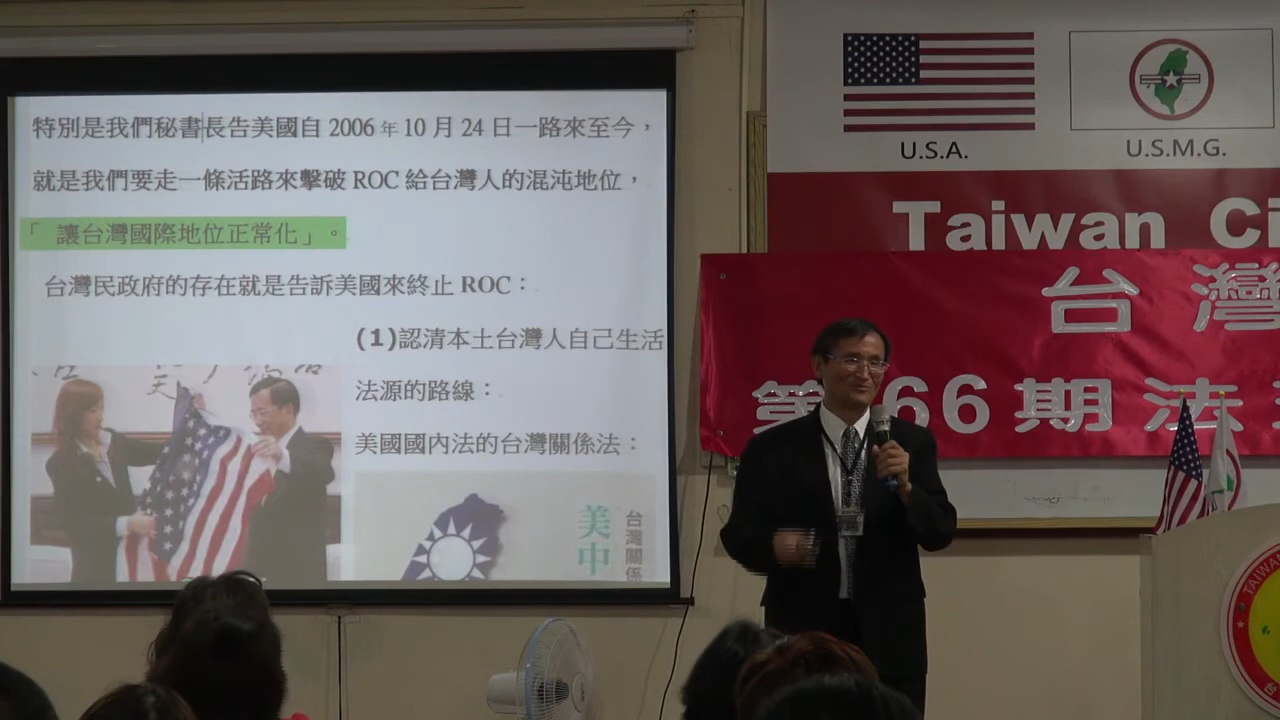 特別是我們秘書長告美國自 2006 年 10 月 24 日一路來至今，
就是我們要走一條活路來擊破 ROC 給台灣人的混沌地位，
「 讓台灣國際地位正常化」。
台灣民政府的存在就是告訴美國來終止 ROC：
(1)認清本土台灣人自己生活
法源的路線：
美國國內法的台灣關係法：
美中
台灣關係
U.S.A.
U.S.M.G.
Taiwan Ci
台灣
第 66 期 法
TAIWA